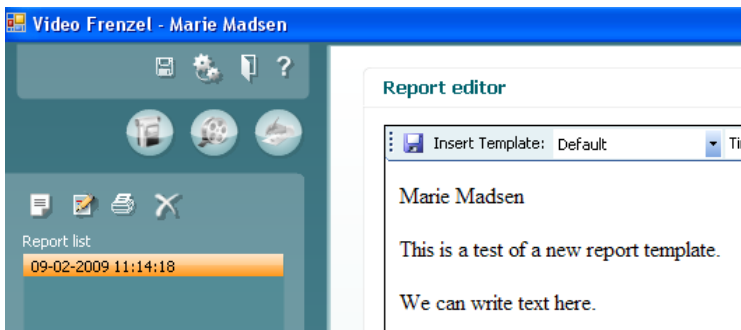 Video Frenzel - Marie Madsen
?
Report editor
Insert Template: Default
Marie Madsen
This is a test of a new report template.
We can write text here.
Report list
09-02-2009 11:14:18